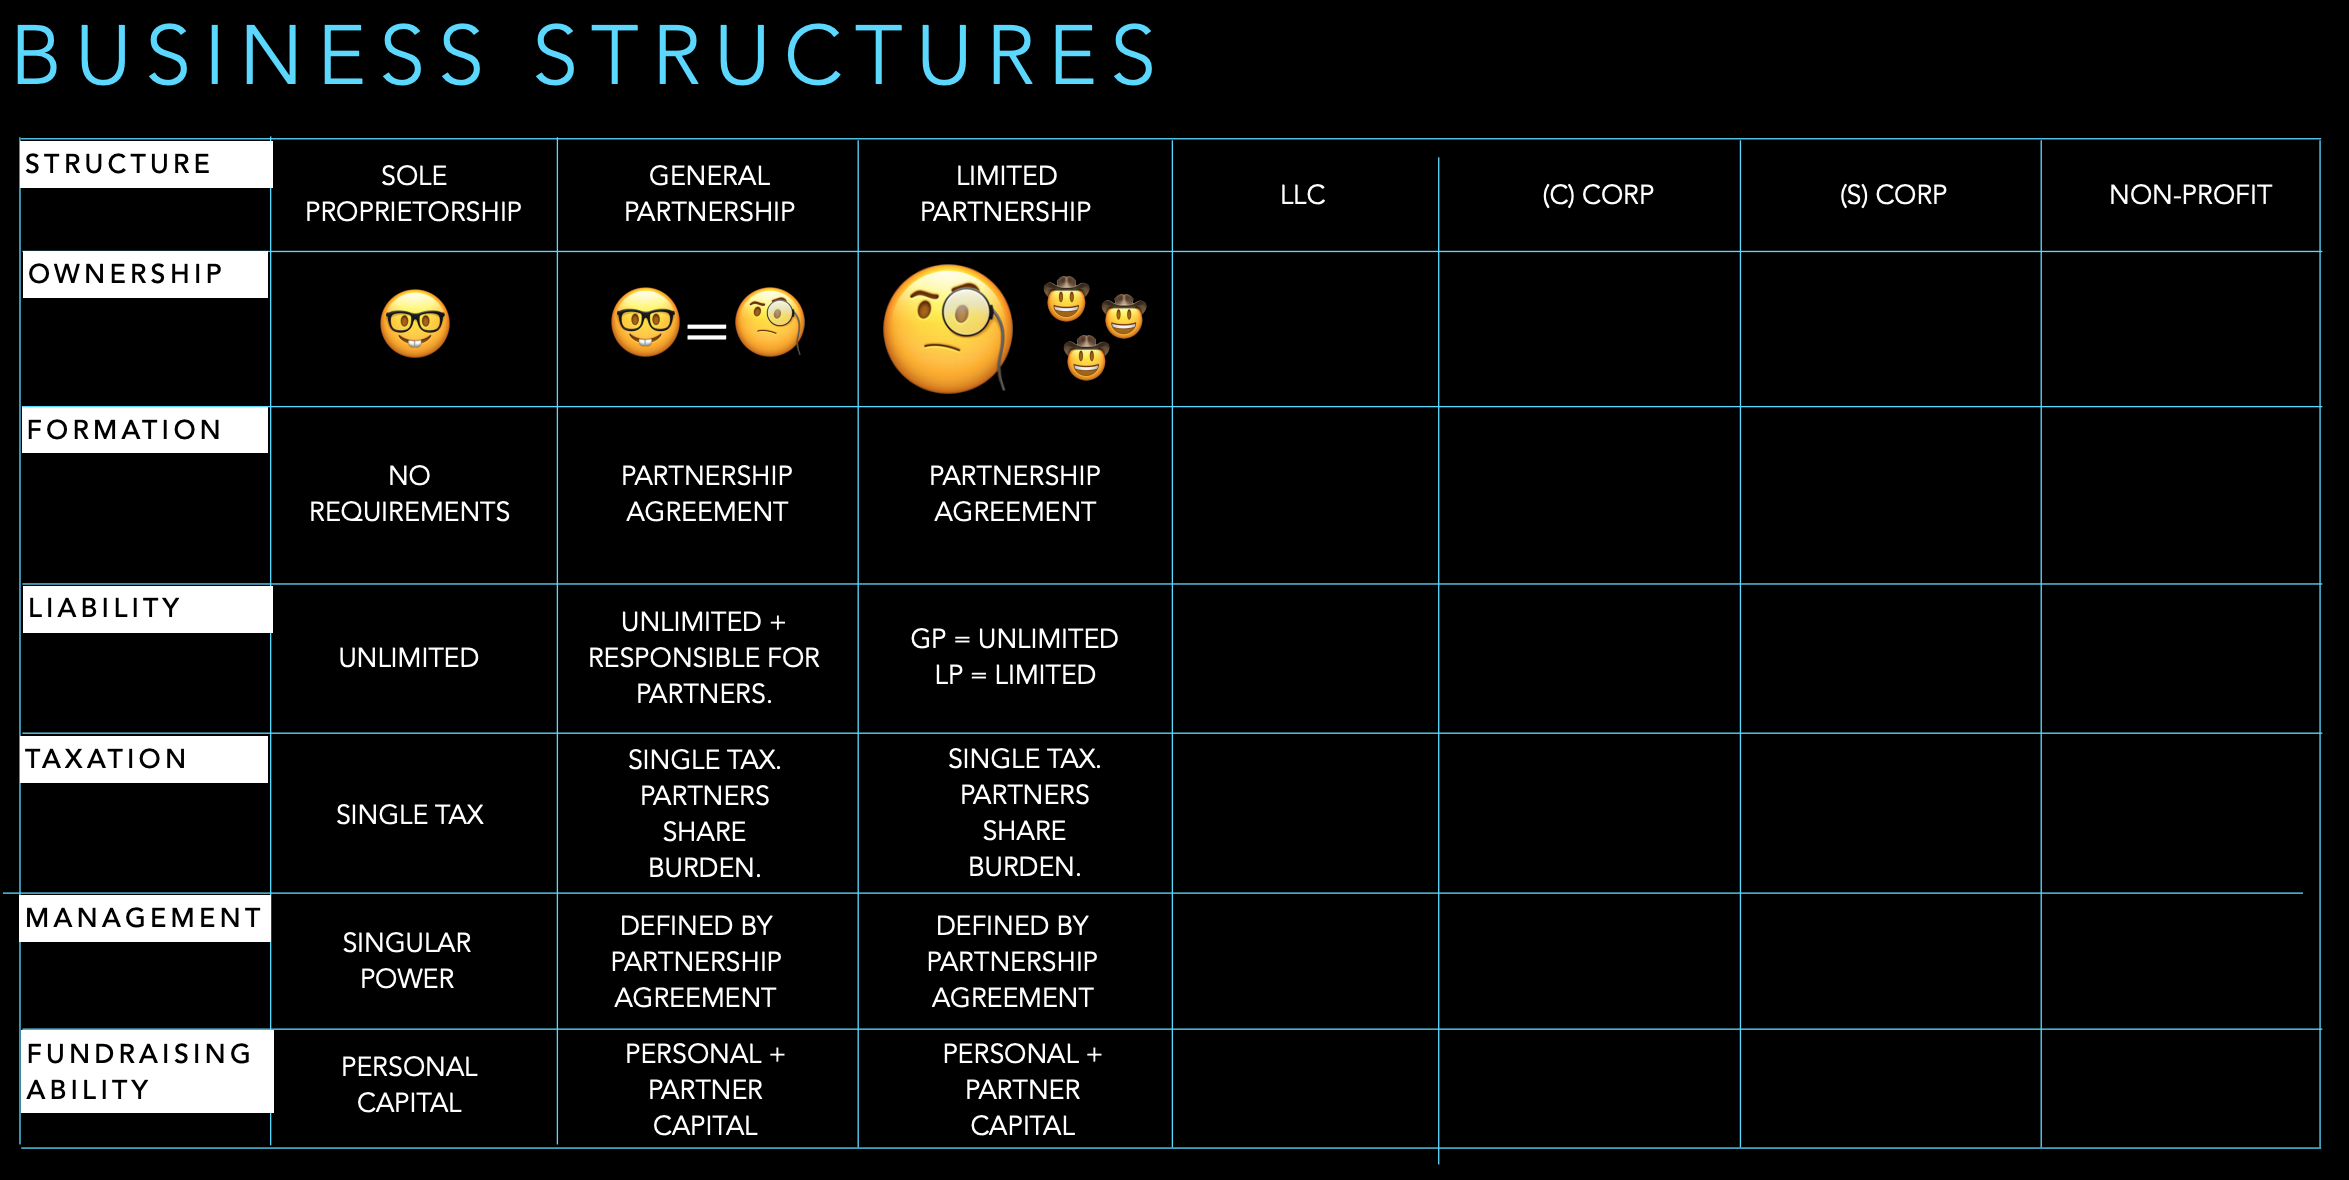 BUSINESS STRUCTURES
STRUCTURE
SOLE
PROPRIETORSHIP
GENERAL
PARTNERSHIP
LIMITED
PARTNERSHIP
LLC
(C) CORP
(S) CORP
NON-PROFIT
OWNERSHIP
=
FORMATION
NO
REQUIREMENTS
PARTNERSHIP
AGREEMENT
PARTNERSHIP
AGREEMENT
LIABILITY
UNLIMITED
UNLIMITED +
RESPONSIBLE FOR
PARTNERS.
GP = UNLIMITED
LP = LIMITED
TAXATION
SINGLE TAX
SINGLE TAX.
PARTNERS
SHARE
BURDEN.
SINGLE TAX.
PARTNERS
SHARE
BURDEN.
MANAGEMENT
SINGULAR
POWER
DEFINED BY
PARTNERSHIP
AGREEMENT
DEFINED BY
PARTNERSHIP
AGREEMENT
FUNDRAISING
ABILITY
PERSONAL
CAPITAL
PERSONAL +
PARTNER
CAPITAL
PERSONAL +
PARTNER
CAPITAL